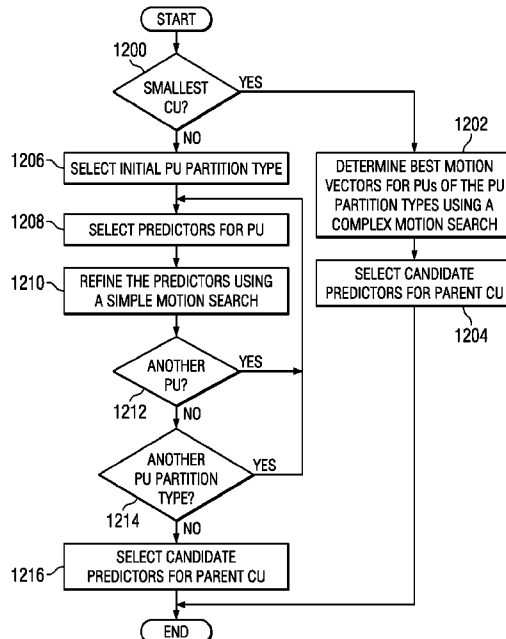 START
1200
SMALLEST
CU?
YES
NO
1202
DETERMINE BEST MOTION
VECTORS FOR PUs OF THE PU
PARTITION TYPES USING A
COMPLEX MOTION SEARCH
SELECT CANDIDATE
PREDICTORS FOR PARENT CU
1204
1206
SELECT INITIAL PU PARTITION TYPE
1208
SELECT PREDICTORS FOR PU
1210
REFINE THE PREDICTORS USING
A SIMPLE MOTION SEARCH
ANOTHER
PU?
YES
1212
NO
ANOTHER
PU PARTITION
TYPE?
YES
1214
NO
1216
SELECT CANDIDATE
PREDICTORS FOR PARENT CU
END